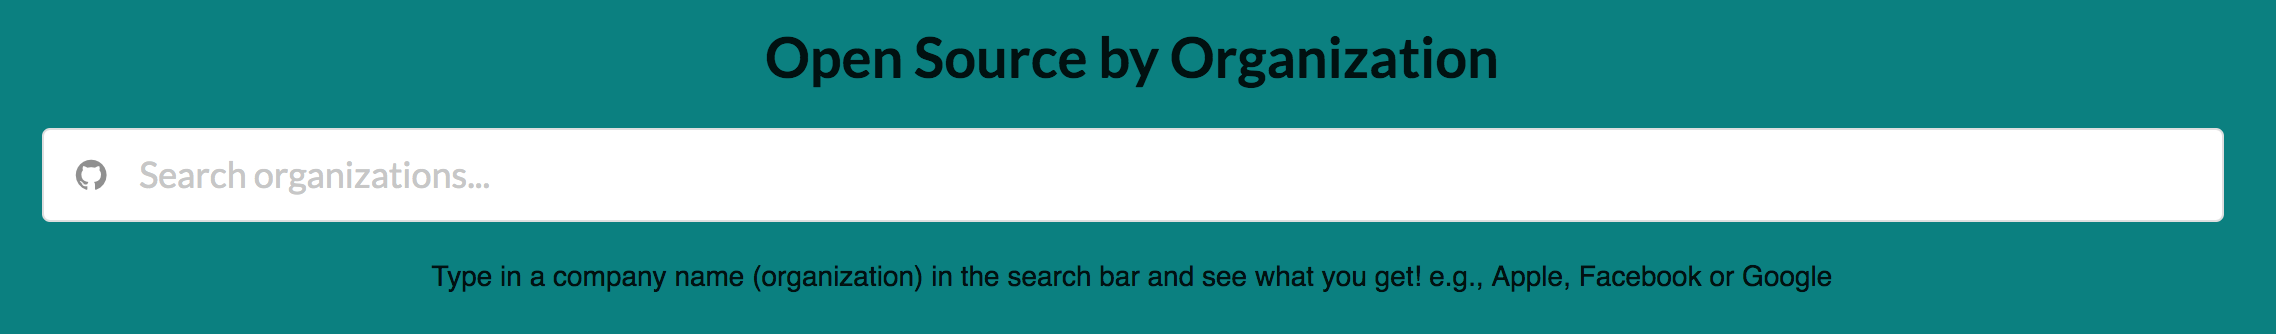 Open Source by Organization
Search organizations...
Type in a company name (organization) in the search bar and see what you get! e.g., Apple, Facebook or Google